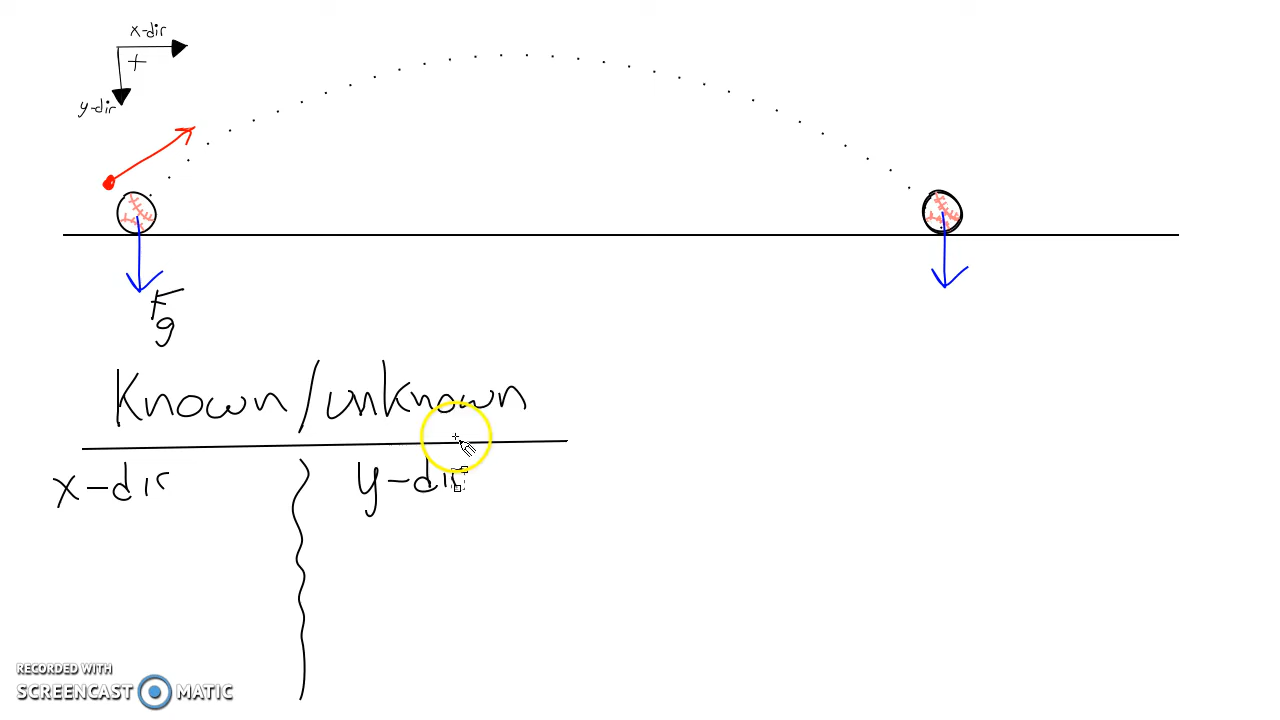 x-dir
+
y-dir
Fg
Known/unknown
x-dir y-dir
RECORDED WITH
SCREENCAST MATIC